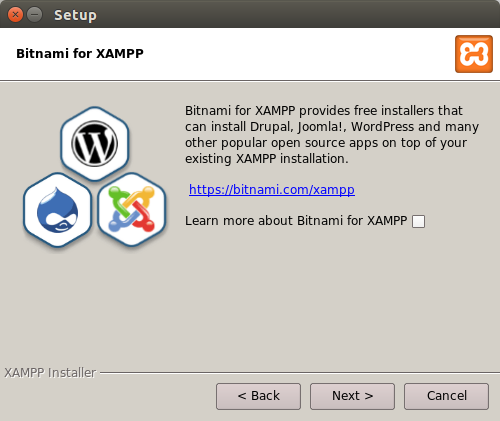 Setup
Bitnami for XAMPP
Bitnami for XAMPP provides free installers that
can install Drupal, Joomla!, WordPress and many
other popular open source apps on top of your
existing XAMPP installation.
https://bitnami.com/xampp
Learn more about Bitnami for XAMPP
XAMPP Installer
< Back
Next >
Cancel